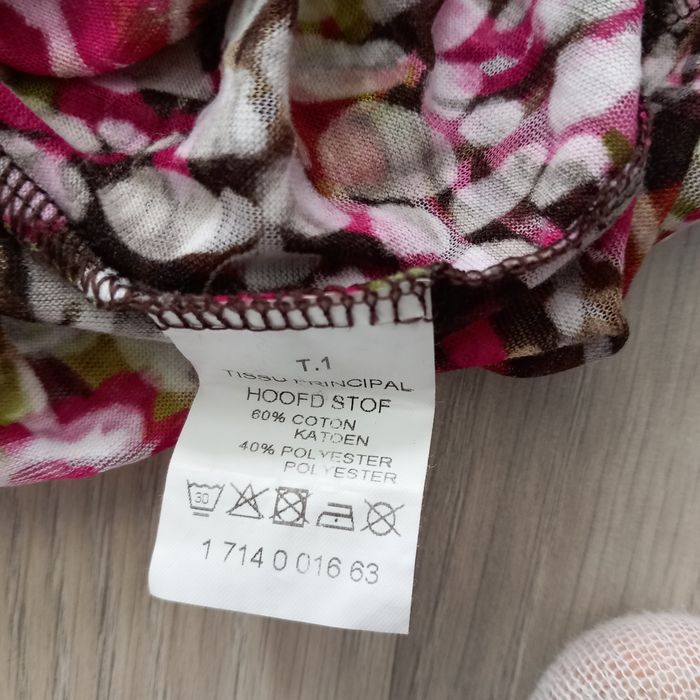 T.1
TISSU PRINCIPAL
HOOFD STOF
60% COTON
KATOEN
40% POLYESTER
POLYESTER
30
1 714 0 016 63